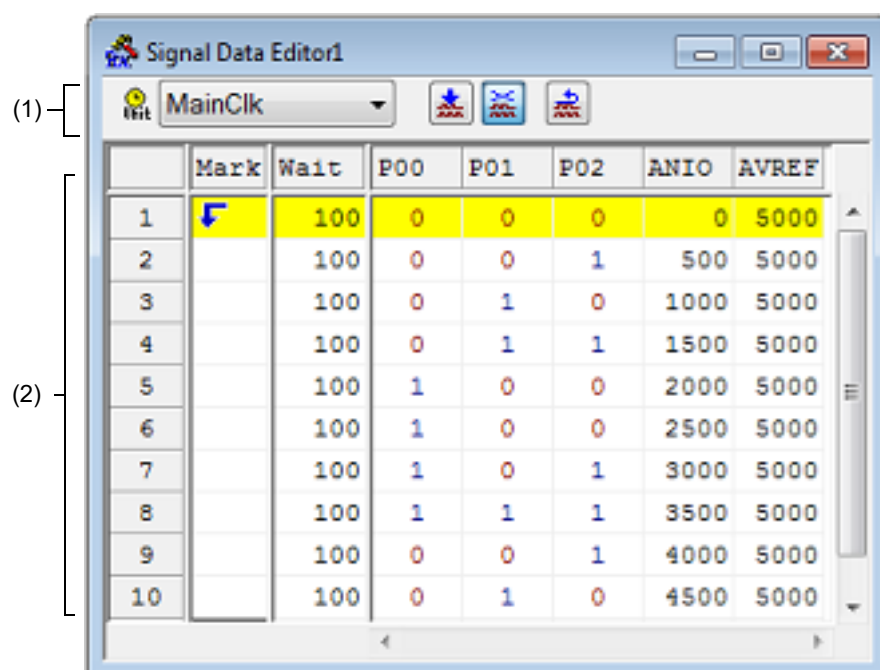 Signal Data Editor1
(1)
1bit MainClk
Mark Wait P00 P01 P02 ANI0 AVREF
1 100 0 0 0 0 5000
2 100 0 0 1 500 5000
3 100 0 1 0 1000 5000
4 100 0 1 1 1500 5000
(2)
5 100 1 0 0 2000 5000
6 100 1 0 0 2500 5000
7 100 1 0 1 3000 5000
8 100 1 1 1 3500 5000
9 100 0 0 1 4000 5000
10 100 0 1 0 4500 5000